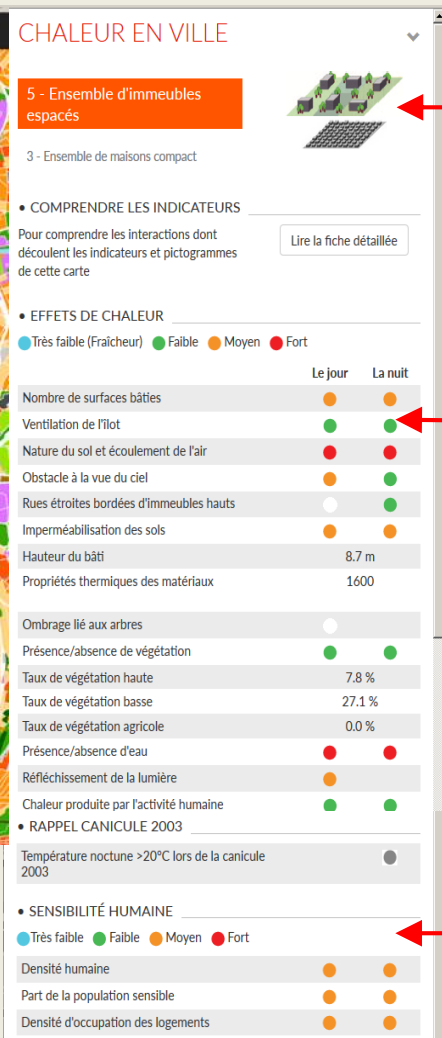 CHALEUR EN VILLE
5 - Ensemble d'immeubles
espacés
3 - Ensemble de maisons compact
• COMPRENDRE LES INDICATEURS
Pour comprendre les interactions dont
découlent les indicateurs et pictogrammes
de cette carte
Lire la fiche détaillée
• EFFETS DE CHALEUR
Très faible (Fraîcheur) Faible Moyen Fort
Le jour La nuit
Nombre de surfaces bâties
Ventilation de l'îlot
Nature du sol et écoulement de l'air
Obstacle à la vue du ciel
Rues étroites bordées d'immeubles hauts
Imperméabilisation des sols
Hauteur du bâti 8.7 m
Propriétés thermiques des matériaux 1600
Ombrage lié aux arbres
Présence/absence de végétation
Taux de végétation haute 7.8 %
Taux de végétation basse 27.1 %
Taux de végétation agricole 0.0 %
Présence/absence d'eau
Réfléchissement de la lumière
Chaleur produite par l'activité humaine
• RAPPEL CANICULE 2003
Température noctune >20°C lors de la canicule
2003
• SENSIBILITÉ HUMAINE
Très faible Faible Moyen Fort
Densité humaine
Part de la population sensible
Densité d'occupation des logements